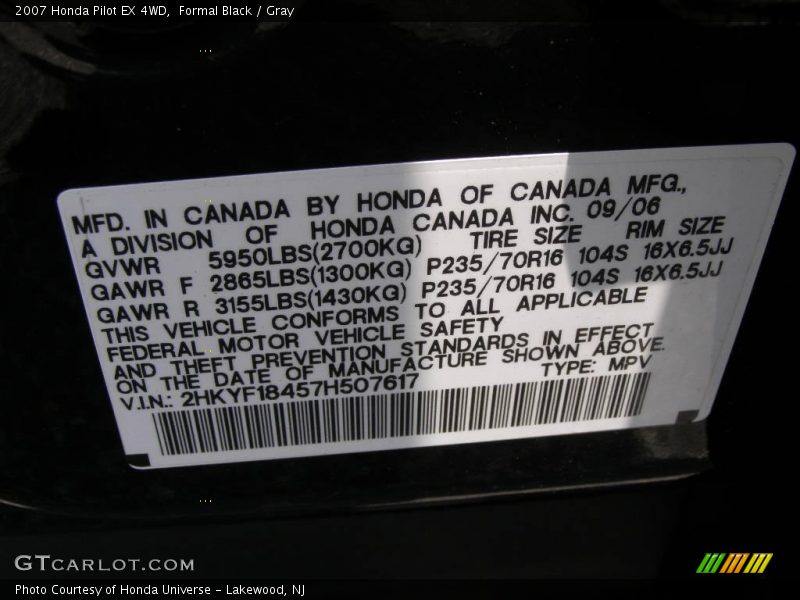 2007 Honda Pilot EX 4WD, Formal Black / Gray
MFD. IN CANADA BY HONDA OF CANADA MFG.,
A DIVISION OF HONDA CANADA INC. 09/06
GVWR 5950LBS(2700KG) TIRE SIZE RIM SIZE
GAWR F 2865LBS(1300KG) P235/70R16 104S 16X6.5JJ
GAWR R 3155LBS(1430KG) P235/70R16 104S 16X6.5JJ
THIS VEHICLE CONFORMS TO ALL APPLICABLE
FEDERAL MOTOR VEHICLE SAFETY
AND THEFT PREVENTION STANDARDS IN EFFECT
ON THE DATE OF MANUFACTURE SHOWN ABOVE.
V.I.N.: 2HKYF18457H507617 TYPE: MPV
GTCARLOT.COM
Photo Courtesy of Honda Universe - Lakewood, NJ